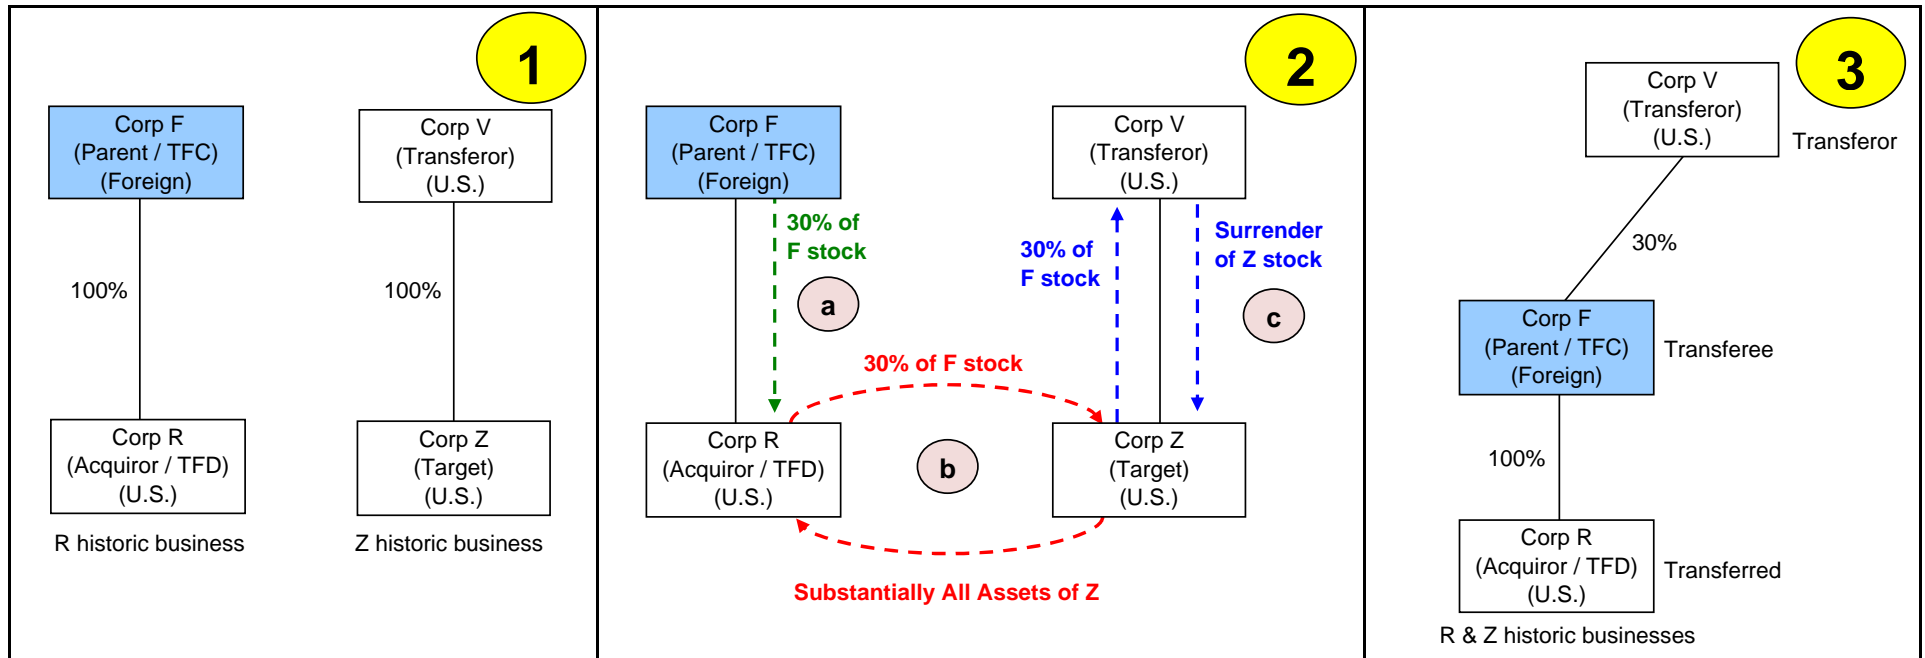 1
Corp F
(Parent / TFC)
(Foreign)
Corp V
(Transferor)
(U.S.)
100%
100%
Corp R
(Acquiror / TFD)
(U.S.)
Corp Z
(Target)
(U.S.)
R historic business
Z historic business
2
Corp F
(Parent / TFC)
(Foreign)
Corp V
(Transferor)
(U.S.)
30% of
F stock
a
30% of
F stock
Surrender
of Z stock
c
30% of F stock
Corp R
(Acquiror / TFD)
(U.S.)
b
Corp Z
(Target)
(U.S.)
Substantially All Assets of Z
3
Corp V
(Transferor)
(U.S.)
Transferor
30%
Corp F
(Parent / TFC)
(Foreign)
Transferee
100%
Corp R
(Acquiror / TFD)
(U.S.)
Transferred
R & Z historic businesses